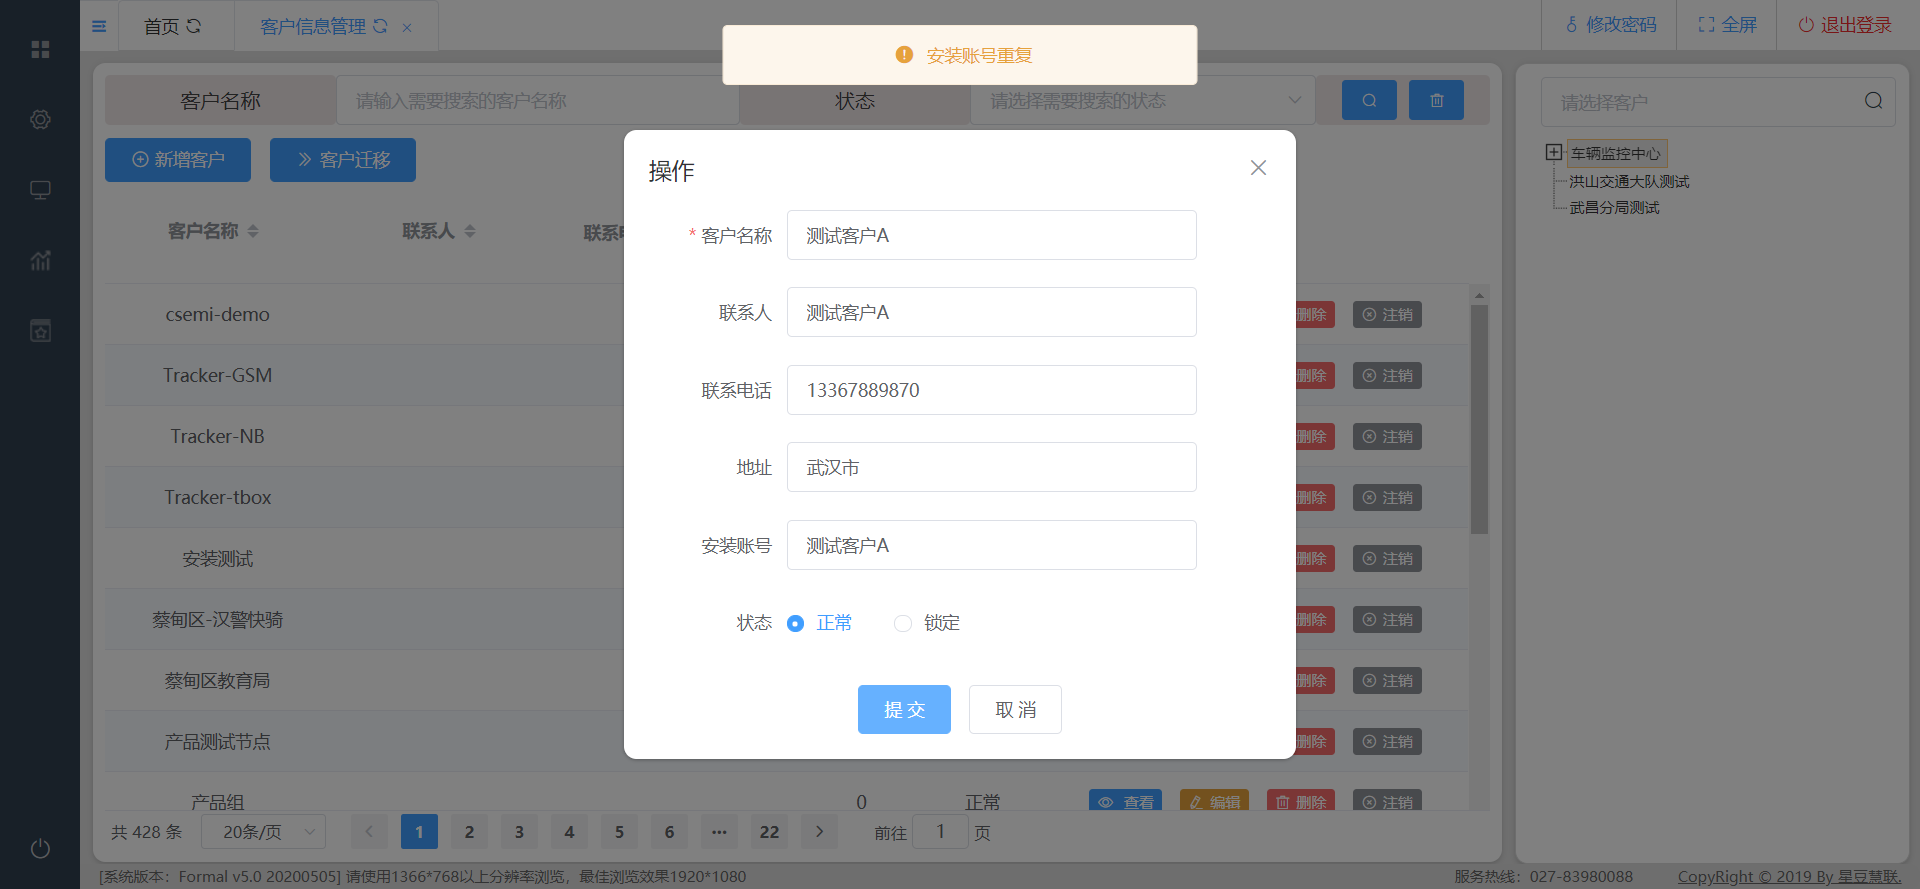 首页
客户信息管理
安装账号重复
修改密码
全屏
退出登录
客户名称
请输入需要搜索的客户名称
状态
请选择需要搜索的状态
请选择客户
新增客户
客户迁移
车辆监控中心
洪山交通大队测试
武昌分局测试
操作
客户名称
联系人
联系
* 客户名称
测试客户A
联系人
测试客户A
联系电话
13367889870
地址
武汉市
安装账号
测试客户A
状态
正常
锁定
提 交
取 消
csemi-demo
删除
注销
Tracker-GSM
删除
注销
Tracker-NB
删除
注销
Tracker-tbox
删除
注销
安装测试
删除
注销
蔡甸区-汉警快骑
删除
注销
蔡甸区教育局
删除
注销
产品测试节点
删除
注销
产品组
0
正常
查看
编辑
删除
注销
共 428 条
20条/页
1
2
3
4
5
6
•••
22
前往
1
页
[系统版本：Formal v5.0 20200505] 请使用1366*768以上分辨率浏览，最佳浏览效果1920*1080
服务热线：027-83980088
CopyRight © 2019 By 星豆慧联.